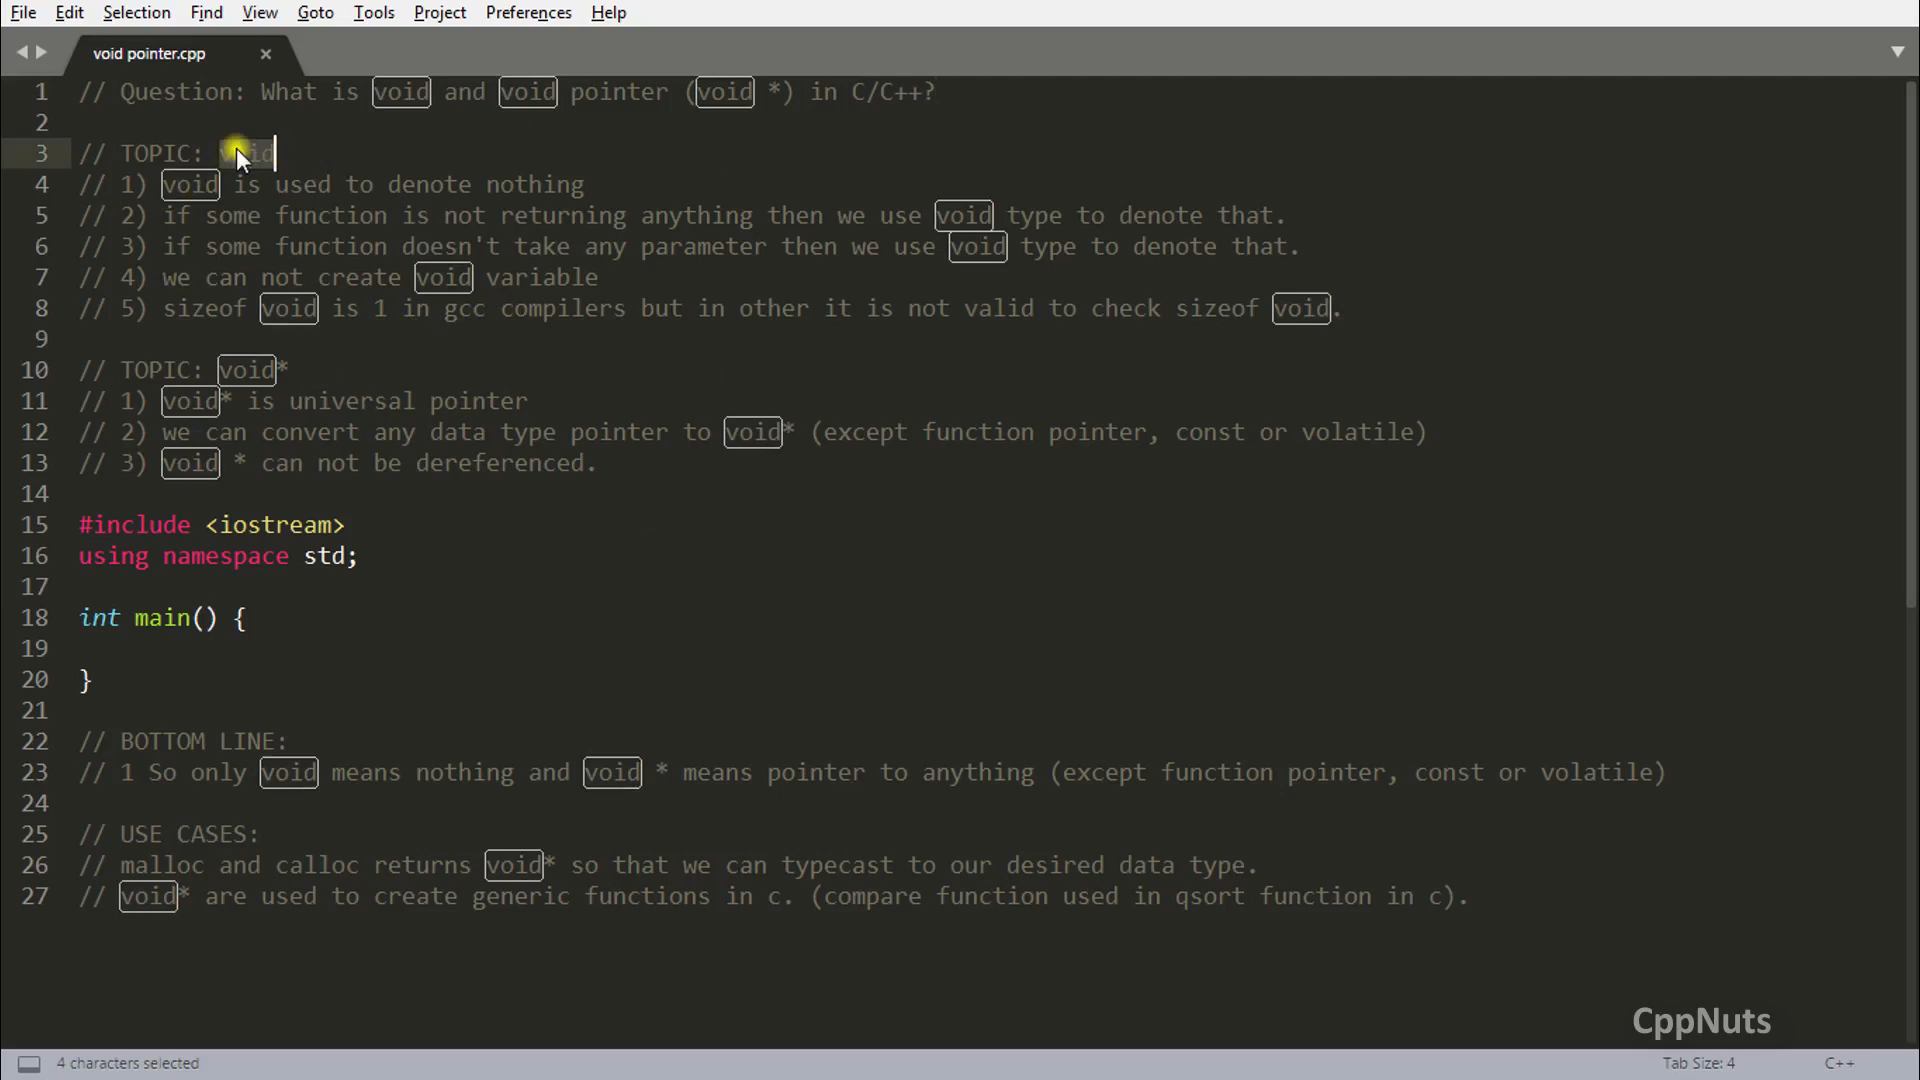 File Edit Selection Find View Goto Tools Project Preferences Help
void pointer.cpp ×
1 // Question: What is void and void pointer (void *) in C/C++?
2
3 // TOPIC: void
4 // 1) void is used to denote nothing
5 // 2) if some function is not returning anything then we use void type to denote that.
6 // 3) if some function doesn't take any parameter then we use void type to denote that.
7 // 4) we can not create void variable
8 // 5) sizeof void is 1 in gcc compilers but in other it is not valid to check sizeof void.
9
10 // TOPIC: void*
11 // 1) void* is universal pointer
12 // 2) we can convert any data type pointer to void* (except function pointer, const or volatile)
13 // 3) void * can not be dereferenced.
14
15 #include <iostream>
16 using namespace std;
17
18 int main() {
19
20 }
21
22 // BOTTOM LINE:
23 // 1 So only void means nothing and void * means pointer to anything (except function pointer, const or volatile)
24
25 // USE CASES:
26 // malloc and calloc returns void* so that we can typecast to our desired data type.
27 // void* are used to create generic functions in c. (compare function used in qsort function in c).
CppNuts
4 characters selected Tab Size: 4 C++